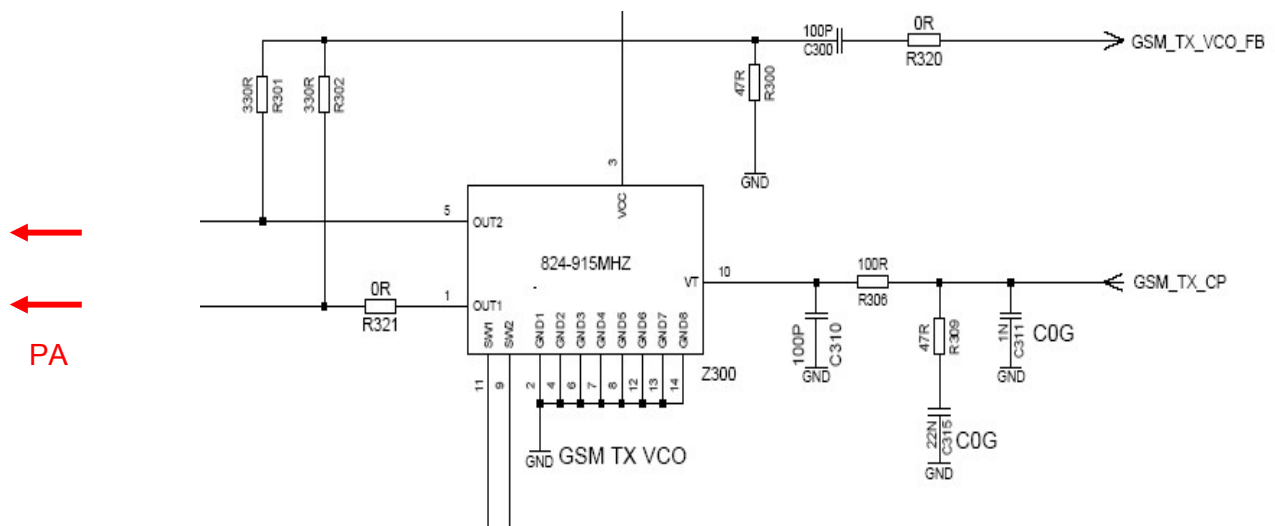 100P
C300
0R
R320
GSM_TX_VCO_FB
330R
R301
330R
R302
47R
R300
GND
3
VCC
5
OUT2
824-915MHZ
VT
10
100R
R306
GSM_TX_CP
0R
R321
1
OUT1
PA
SW1
SW2
GND1
GND2
GND3
GND4
GND5
GND6
GND7
GND8
11
9
2
4
6
7
8
12
13
14
Z300
100P
C310
GND
47R
R309
1N
C311
C0G
GND
22N
C315
C0G
GND
GND
GSM TX VCO